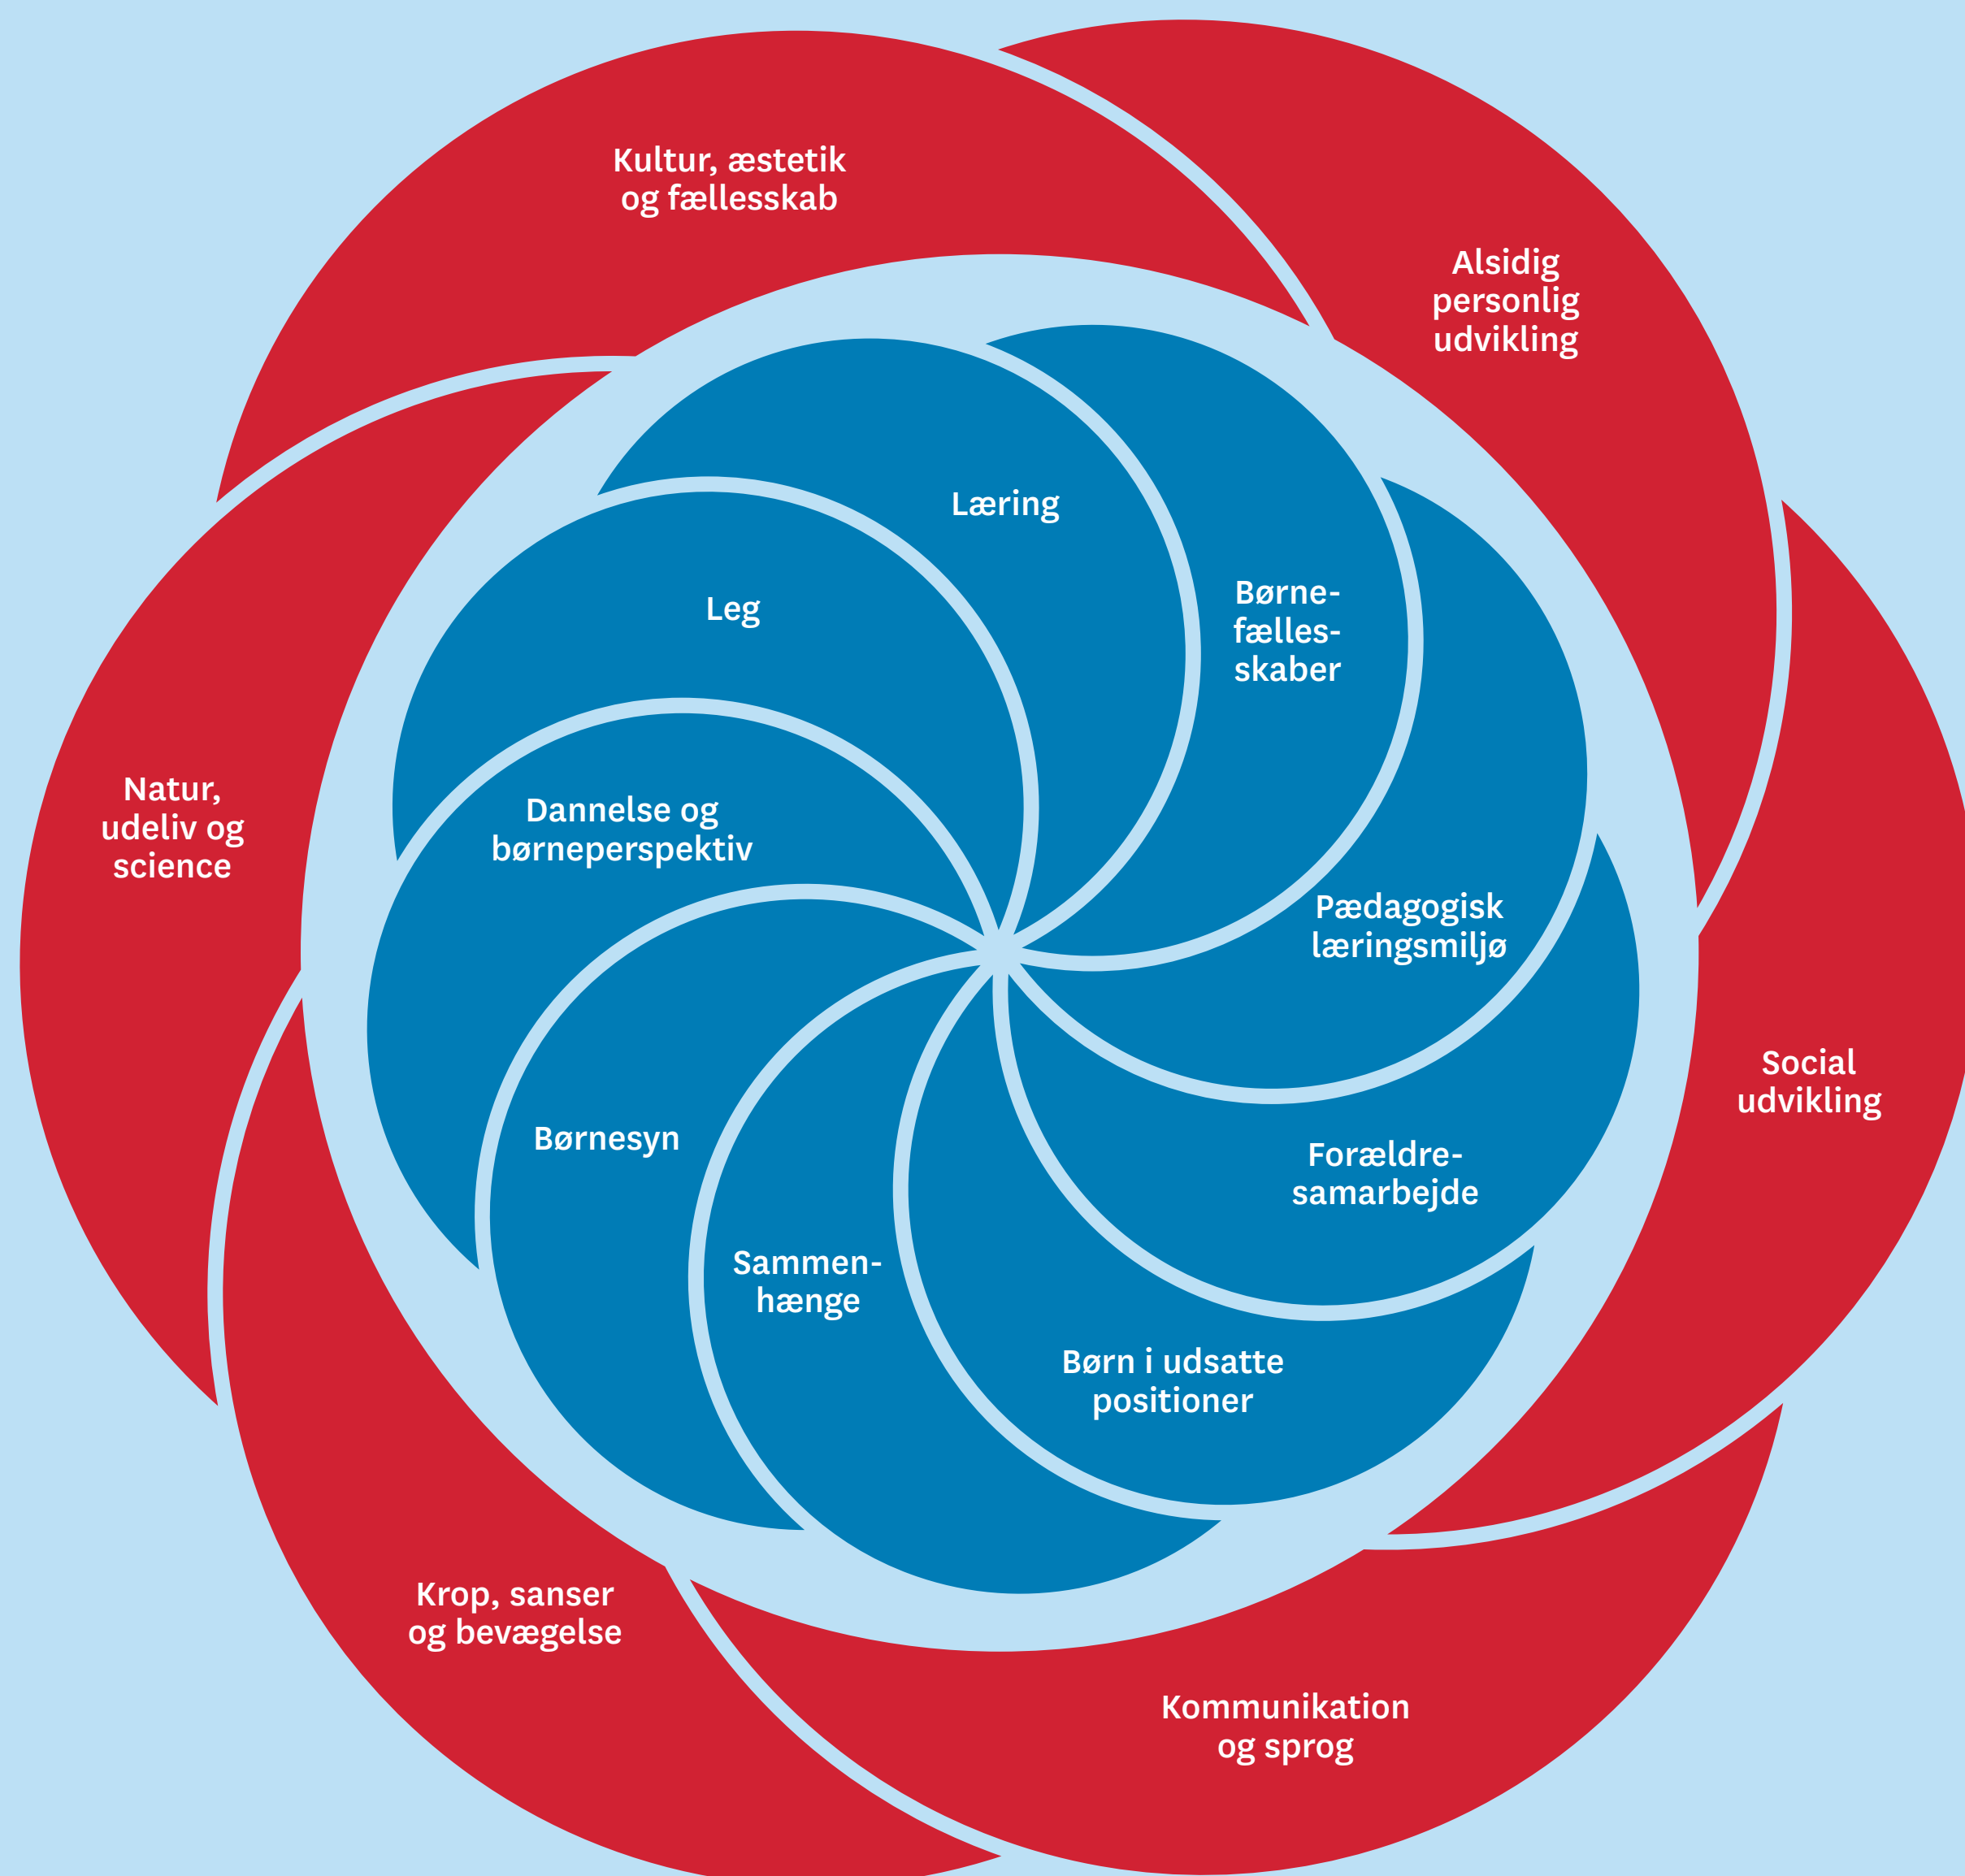 Kultur, æstetik
og fællesskab
Alsidig
personlig
udvikling
Læring
Børne-
fælles-
skaber
Leg
Natur,
udeliv og
science
Dannelse og
børneperspektiv
Pædagogisk
læringsmiljø
Social
udvikling
Børnesyn
Forældre-
samarbejde
Sammen-
hænge
Børn i udsatte
positioner
Krop, sanser
og bevægelse
Kommunikation
og sprog